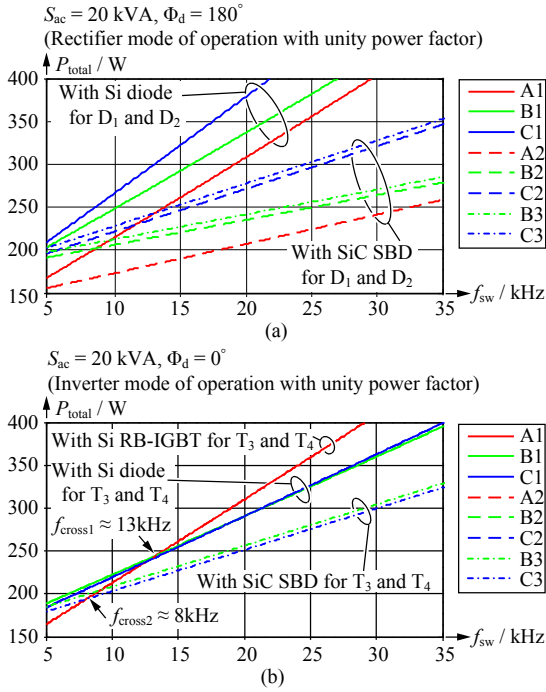 S_ac = 20 kVA, Φ_d = 180°
(Rectifier mode of operation with unity power factor)
P_total / W
400
350
300
250
200
150
With Si diode
for D₁ and D₂
With SiC SBD
for D₁ and D₂
5
10
15
20
25
30
35
f_sw / kHz
A1
B1
C1
A2
B2
C2
B3
C3
(a)
S_ac = 20 kVA, Φ_d = 0°
(Inverter mode of operation with unity power factor)
P_total / W
400
350
300
250
200
150
With Si RB-IGBT for T₃ and T₄
With Si diode
for T₃ and T₄
f_cross1 ≈ 13kHz
With SiC SBD for T₃ and T₄
f_cross2 ≈ 8kHz
5
10
15
20
25
30
35
f_sw / kHz
A1
B1
C1
A2
B2
C2
B3
C3
(b)